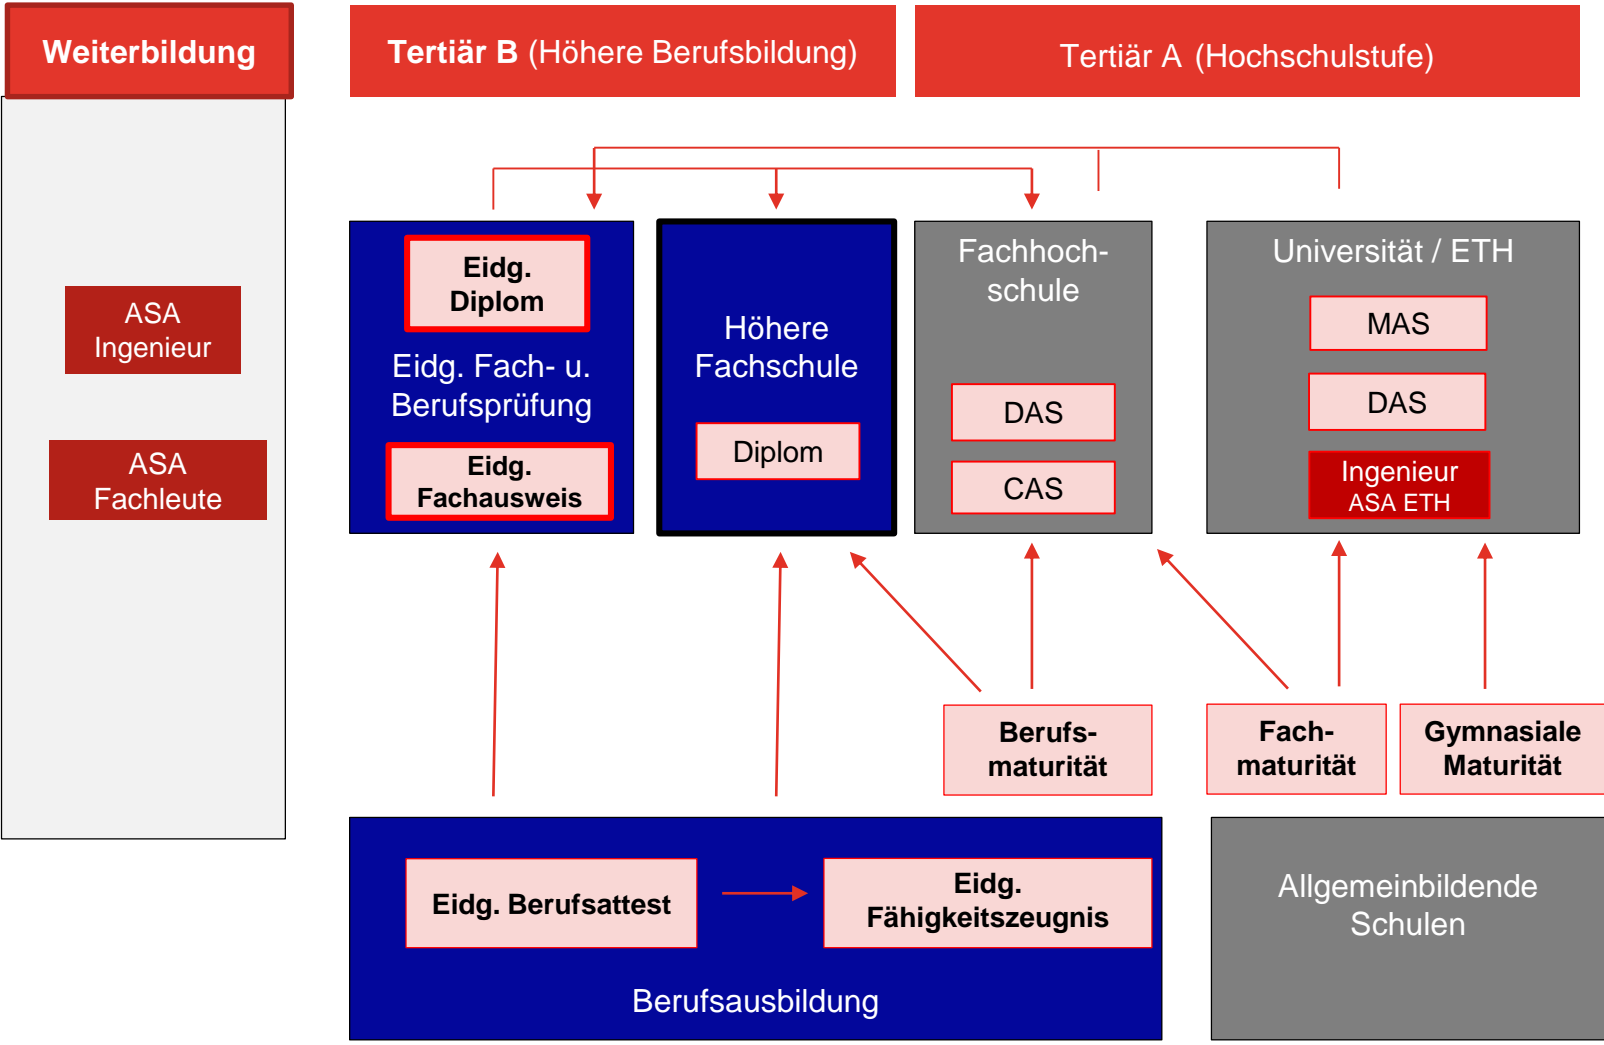 Weiterbildung
Tertiär B (Höhere Berufsbildung)
Tertiär A (Hochschulstufe)
ASA
Ingenieur
ASA
Fachleute
Eidg.
Diplom
Eidg. Fach- u.
Berufsprüfung
Eidg.
Fachausweis
Höhere
Fachschule
Diplom
Fachhoch-
schule
DAS
CAS
Universität / ETH
MAS
DAS
Ingenieur
ASA ETH
Berufs-
maturität
Fach-
maturität
Gymnasiale
Maturität
Eidg. Berufsattest
Eidg.
Fähigkeitszeugnis
Berufsausbildung
Allgemeinbildende
Schulen